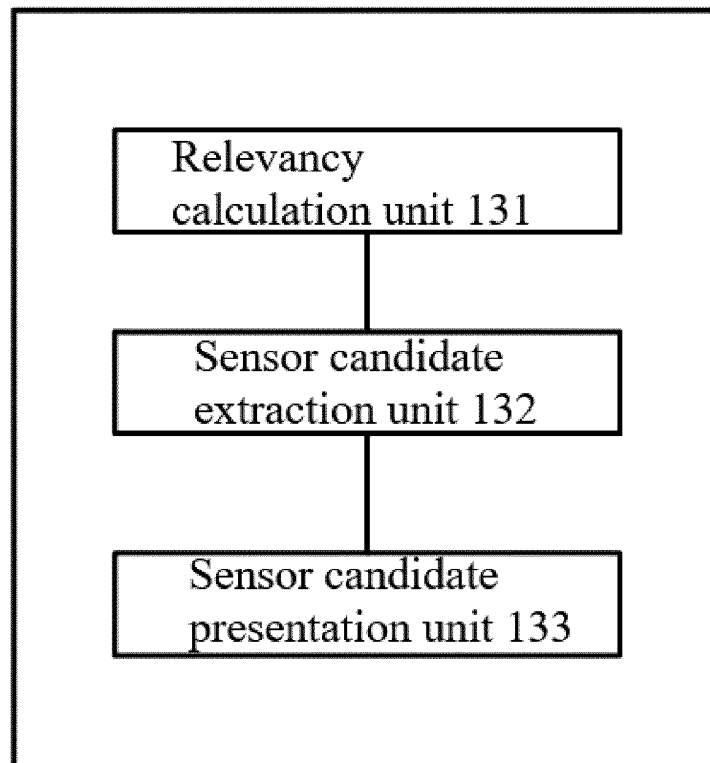 Relevancy
calculation unit 131
Sensor candidate
extraction unit 132
Sensor candidate
presentation unit 133